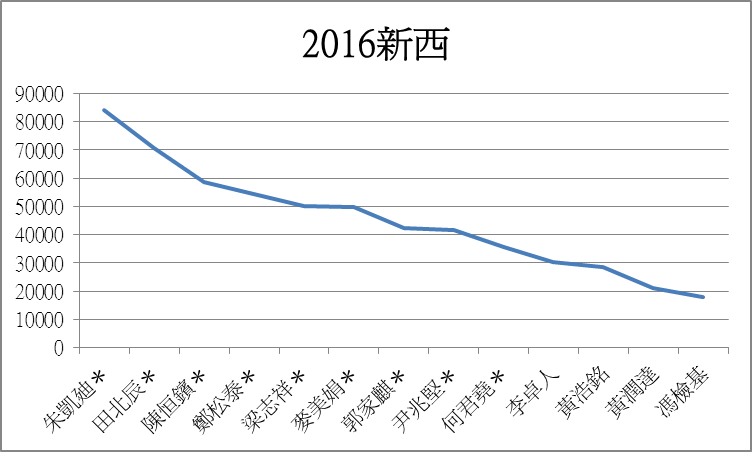 2016新西
90000
80000
70000
60000
50000
40000
30000
20000
10000
0
朱凱廸＊
田北辰＊
陳恒鑌＊
鄭松泰＊
梁志祥＊
麥美娟＊
郭家麒＊
尹兆堅＊
何君堯＊
李卓人
黃浩銘
黃潤達
馮檢基